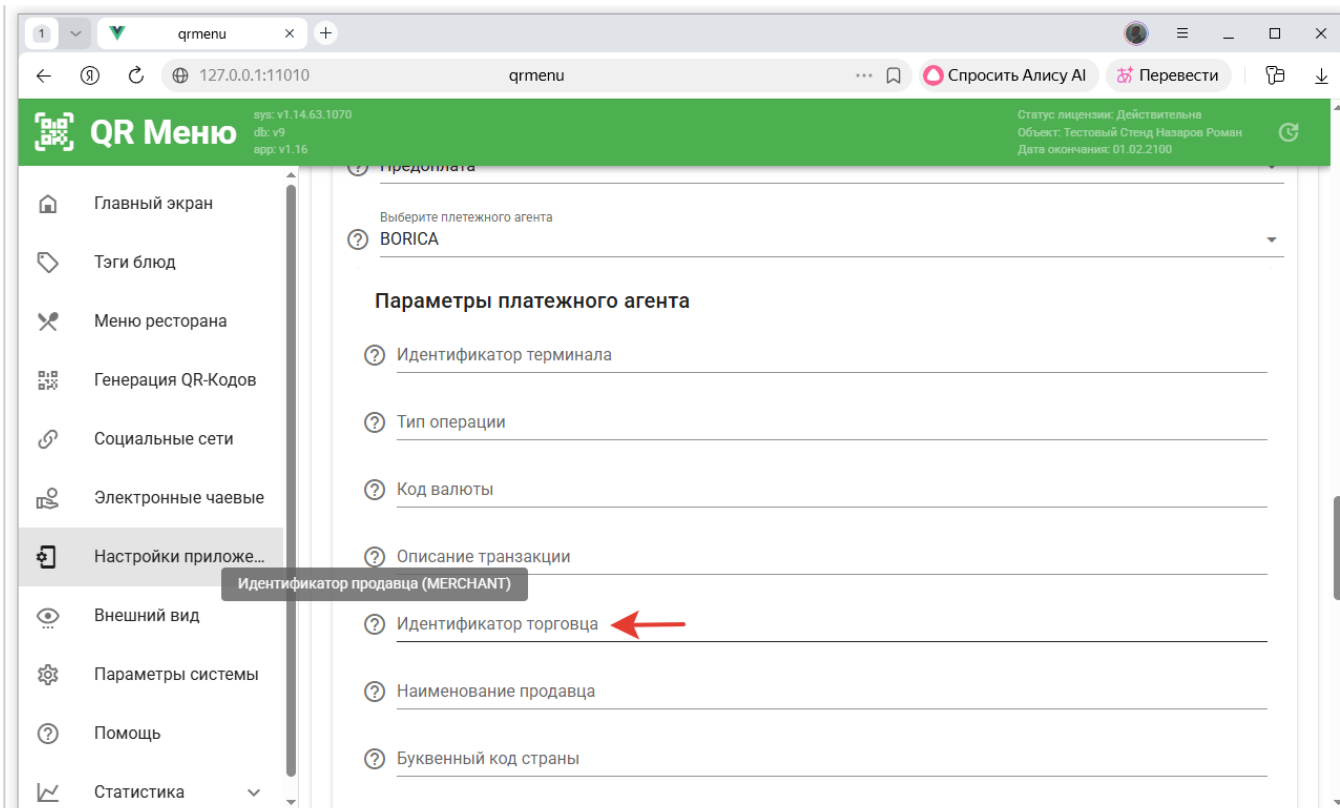 1
qrmenu
127.0.0.1:11010
qrmenu
Спросить Алису AI
Перевести
QR Меню
sys: v1.14.63.1070
db: v9
app: v1.16
Статус лицензии: Действительна
Объект: Тестовый Стенд Назаров Роман
Дата окончания: 01.02.2100
Главный экран
Тэги блюд
Меню ресторана
Генерация QR-Кодов
Социальные сети
Электронные чаевые
Настройки приложе...
Внешний вид
Параметры системы
Помощь
Статистика
Предоплата
Выберите плетежного агента
BORICA
Параметры платежного агента
Идентификатор терминала
Тип операции
Код валюты
Описание транзакции
Идентификатор продавца (MERCHANT)
Идентификатор торговца
Наименование продавца
Буквенный код страны